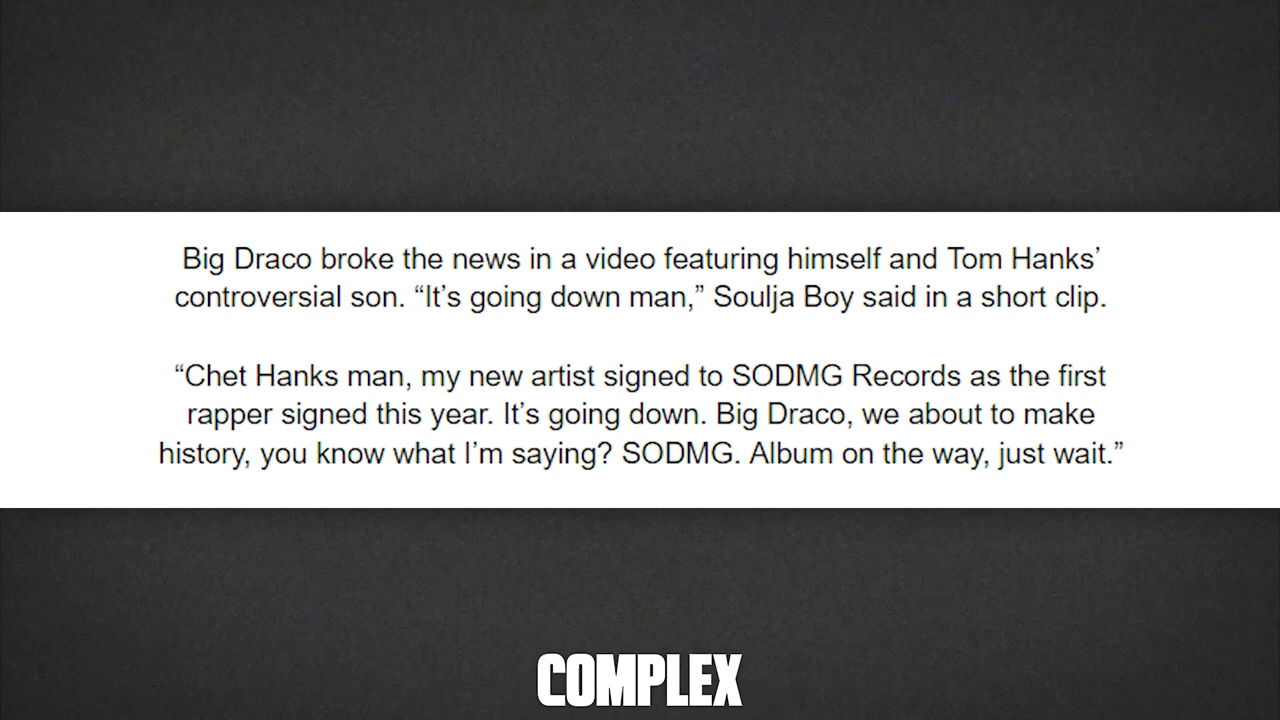 Big Draco broke the news in a video featuring himself and Tom Hanks’
controversial son. “It’s going down man,” Soulja Boy said in a short clip.
“Chet Hanks man, my new artist signed to SODMG Records as the first
rapper signed this year. It’s going down. Big Draco, we about to make
history, you know what I’m saying? SODMG. Album on the way, just wait.”
COMPLEX